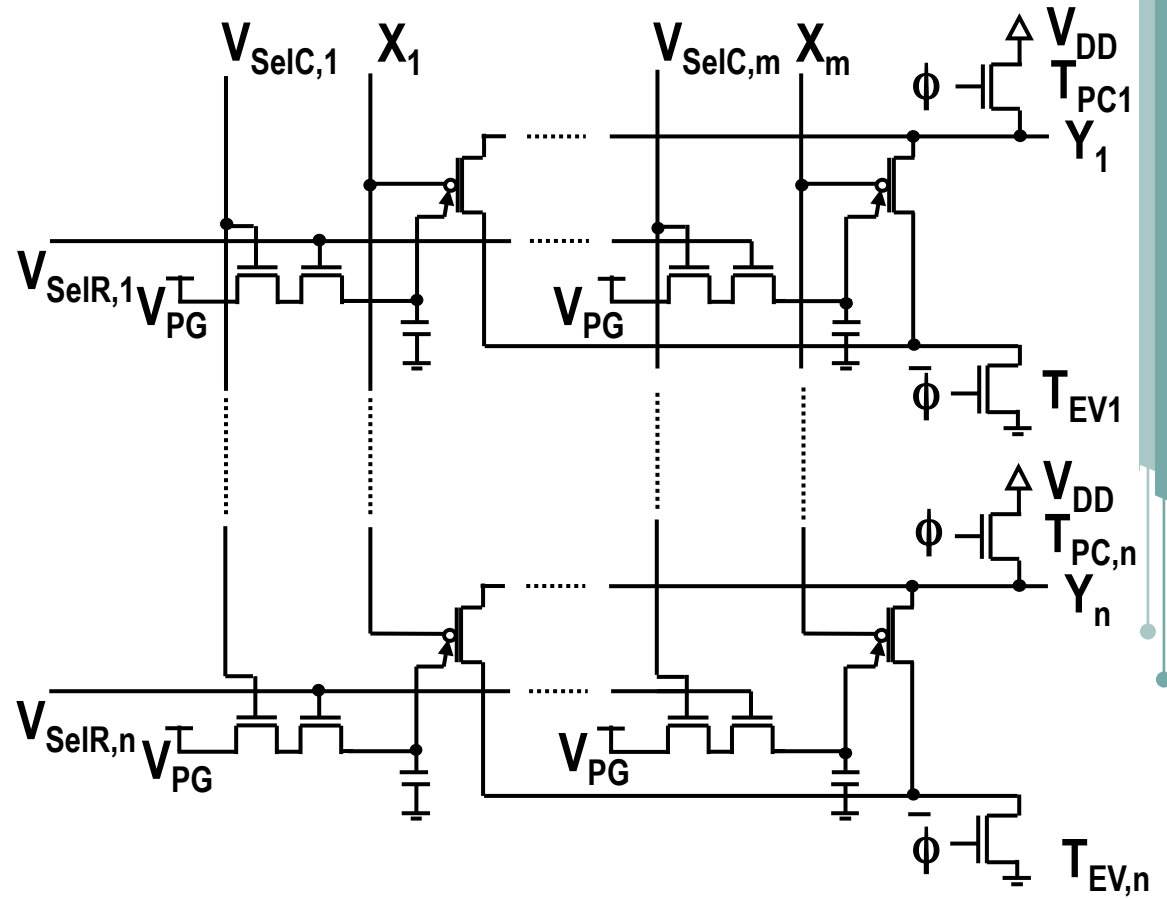 V_SelC,1 X_1 V_SelC,m X_m V_DD
ϕ T_PC1
Y_1
V_SelR,1 V_PG V_PG
ϕ̄ T_EV1
V_DD
ϕ T_PC,n
Y_n
V_SelR,n V_PG V_PG
ϕ̄ T_EV,n